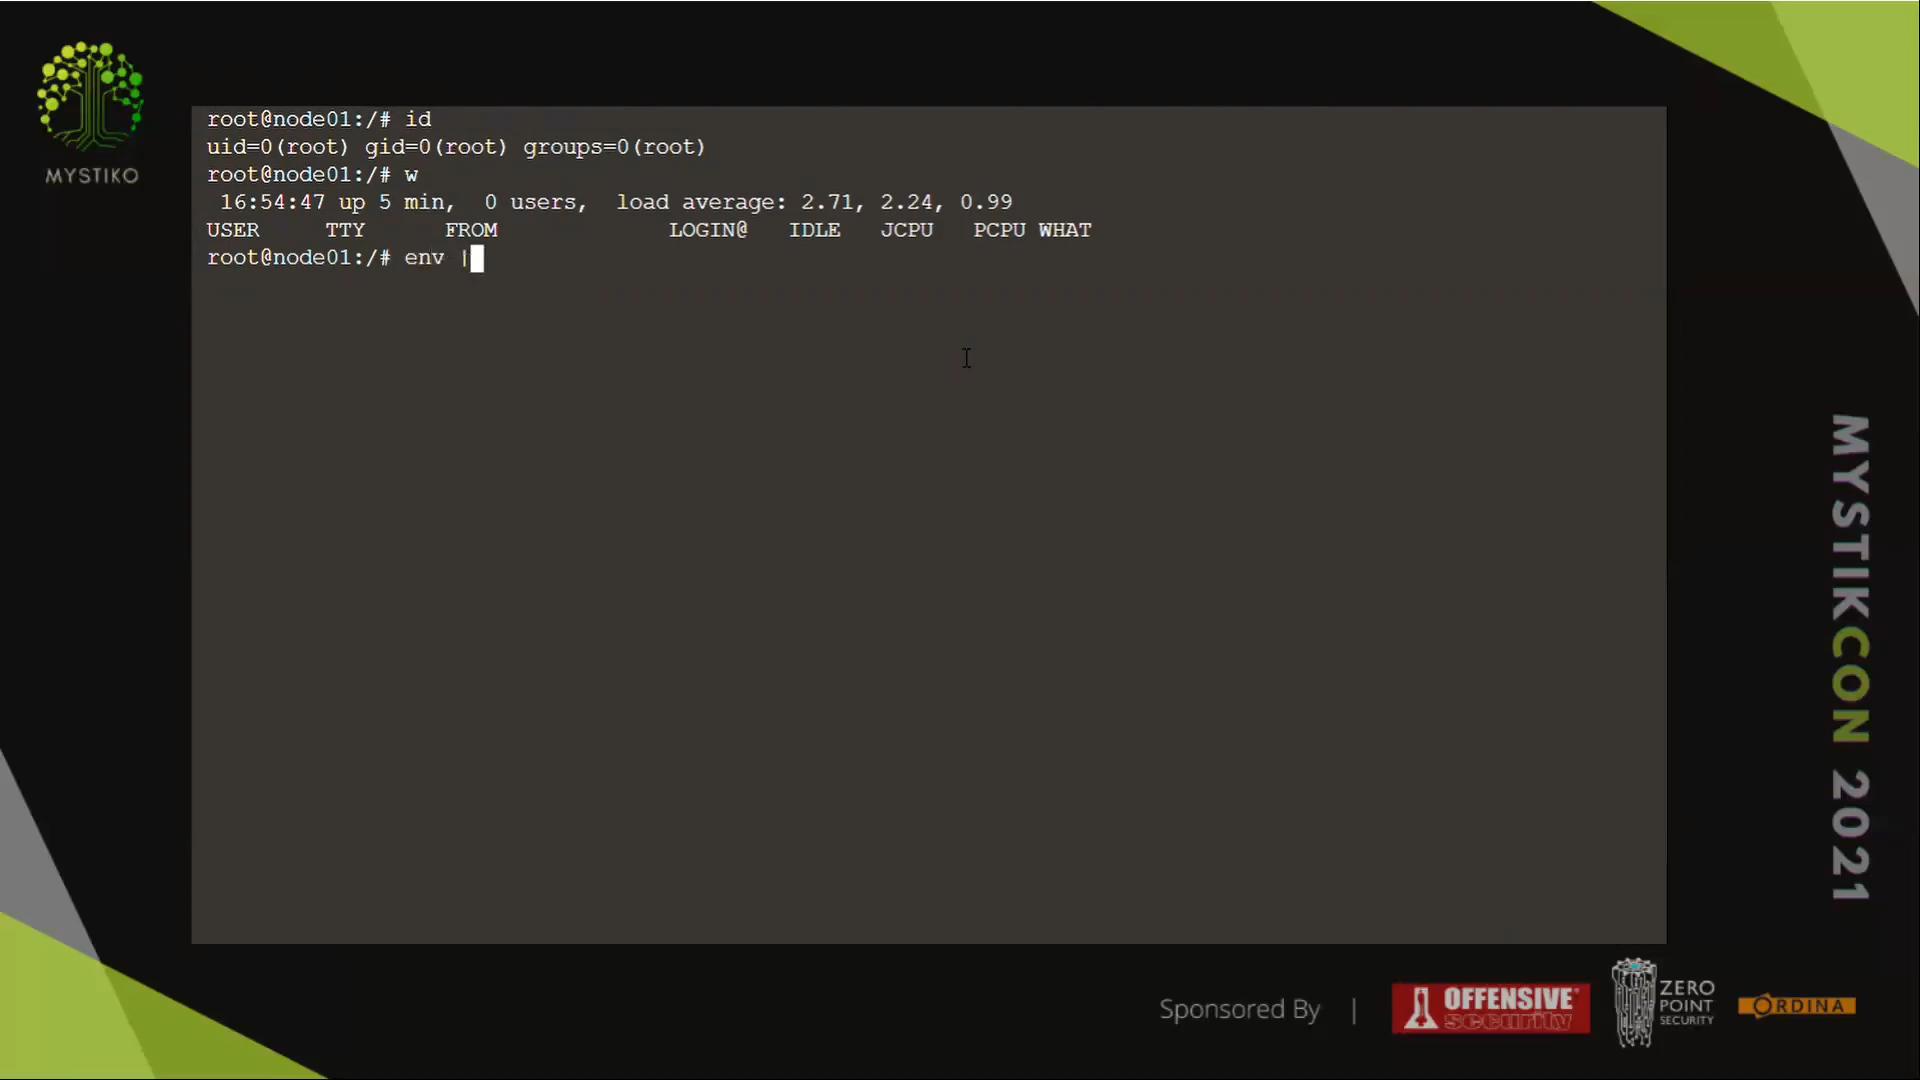 MYSTIKO
root@node01:/# id
uid=0(root) gid=0(root) groups=0(root)
root@node01:/# w
 16:54:47 up 5 min,  0 users,  load average: 2.71, 2.24, 0.99
USER     TTY      FROM             LOGIN@   IDLE   JCPU   PCPU WHAT
root@node01:/# env |
MYSTIKCON 2021
Sponsored By |
OFFENSIVE
security
ZERO
POINT
SECURITY
ORDINA